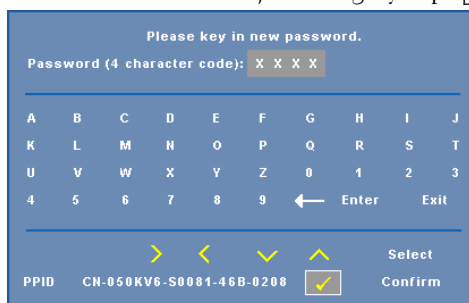 Please key in new password.
Password (4 character code): X X X X
A B C D E F G H I J
K L M N O P Q R S T
U V W X Y Z 0 1 2 3
4 5 6 7 8 9 ← Enter Exit
Select
PPID CN-050KV6-S0081-46B-0208 Confirm